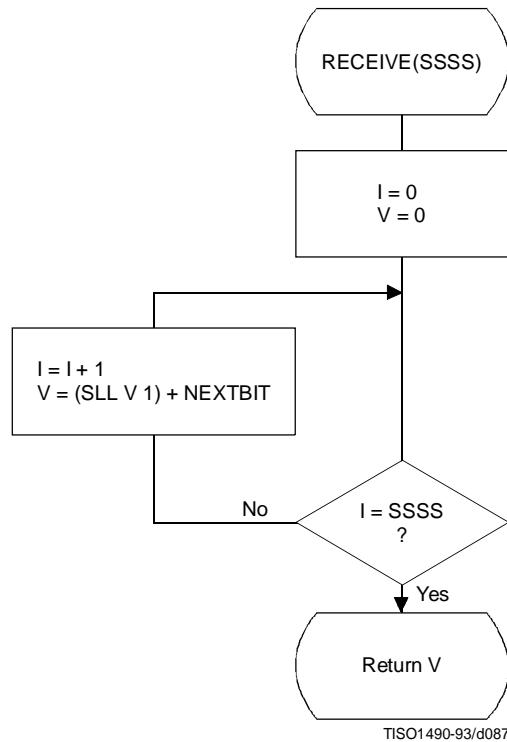 RECEIVE(SSSS)
I = 0
V = 0
I = I + 1
V = (SLL V 1) + NEXTBIT
No
I = SSSS
?
Yes
Return V
TISO1490-93/d087